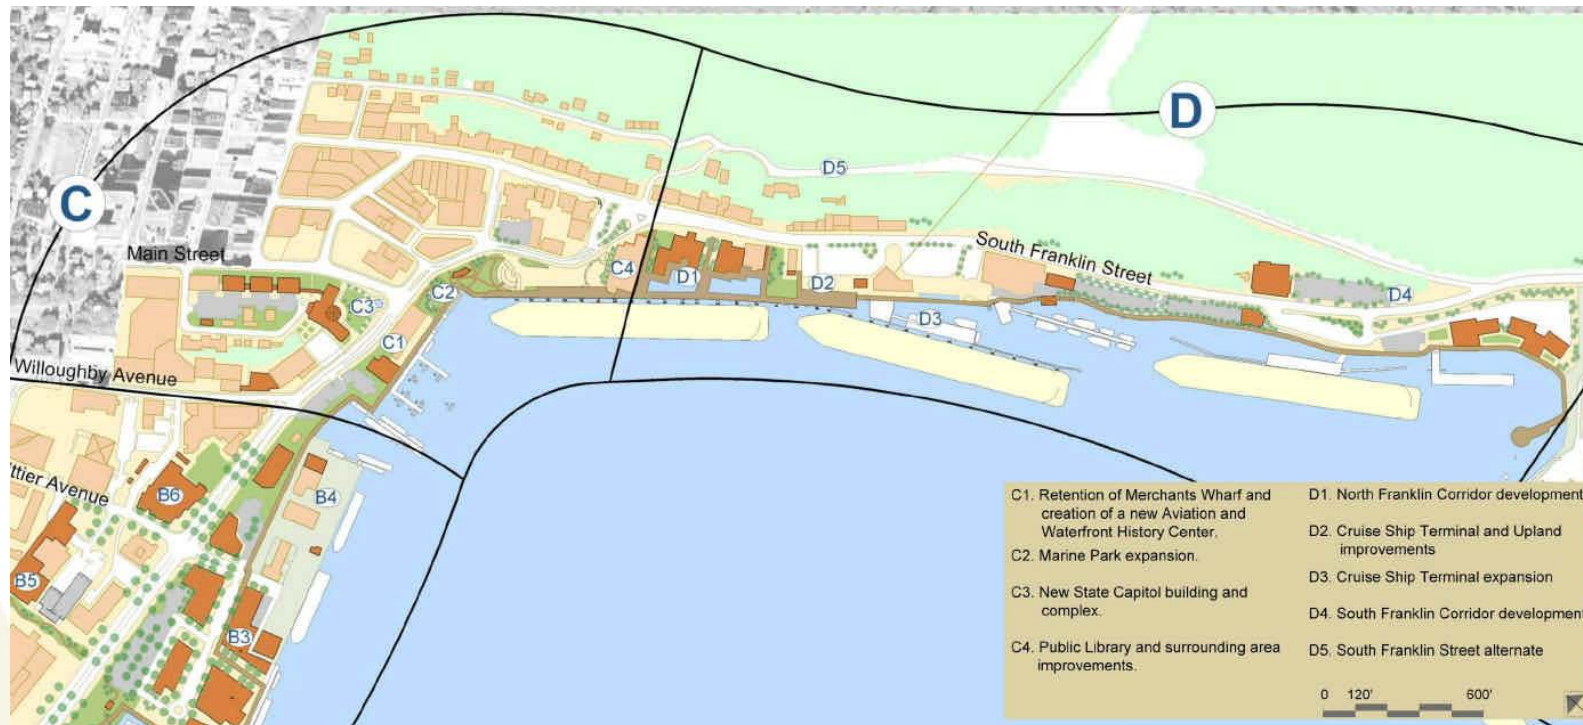 C
D
D5
Main Street
South Franklin Street
C4
D1
D2
C2
C3
D3
D4
C1
Willoughby Avenue
ttier Avenue
B6
B4
B5
B3
C1. Retention of Merchants Wharf and
creation of a new Aviation and
Waterfront History Center.
C2. Marine Park expansion.
C3. New State Capitol building and
complex.
C4. Public Library and surrounding area
improvements.
D1. North Franklin Corridor development
D2. Cruise Ship Terminal and Upland
improvements
D3. Cruise Ship Terminal expansion
D4. South Franklin Corridor development
D5. South Franklin Street alternate
0 120' 600'